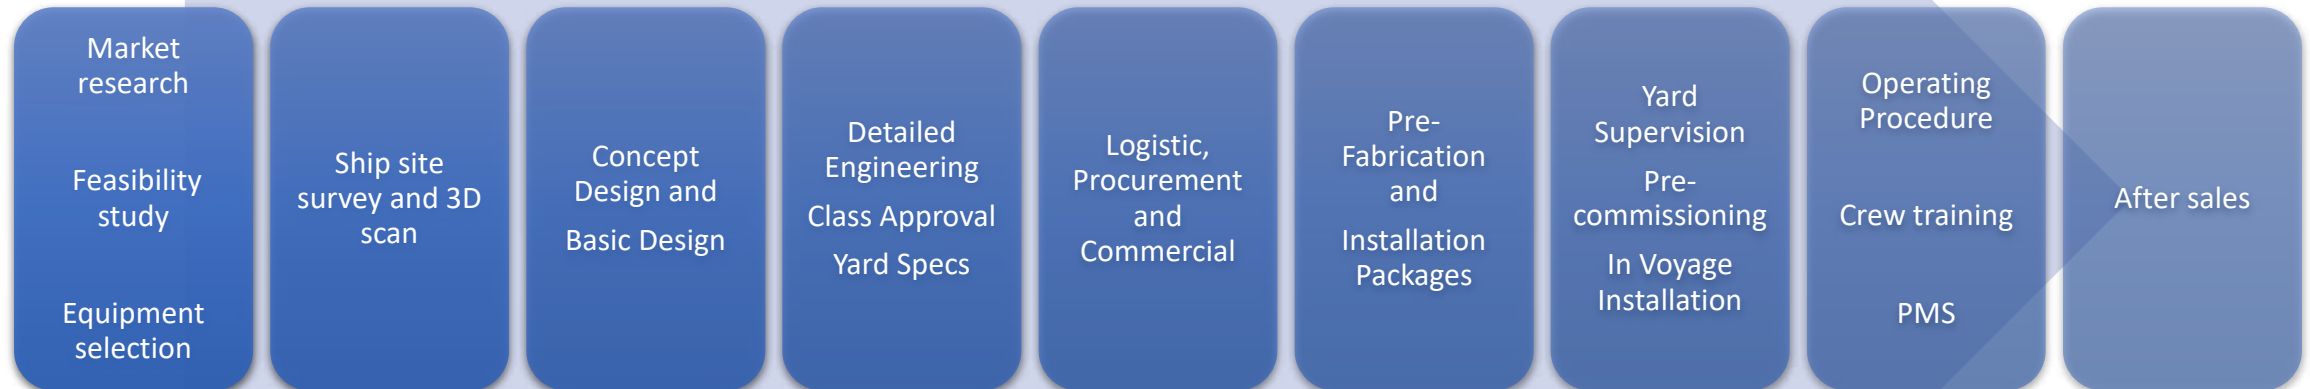 Market
research
Feasibility
study
Equipment
selection
Ship site
survey and 3D
scan
Concept
Design and
Basic Design
Detailed
Engineering
Class Approval
Yard Specs
Logistic,
Procurement
and
Commercial
Pre-
Fabrication
and
Installation
Packages
Yard
Supervision
Pre-
commissioning
In Voyage
Installation
Operating
Procedure
Crew training
PMS
After sales